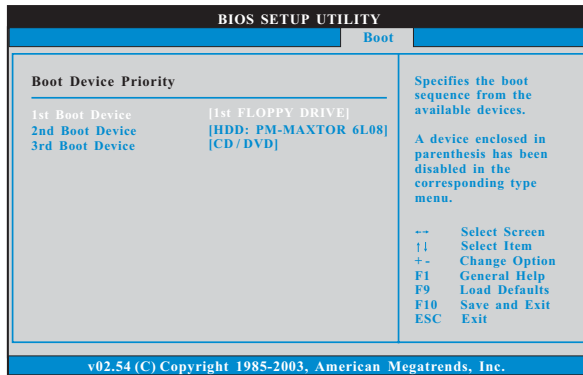 BIOS SETUP UTILITY
Boot
Boot Device Priority
1st Boot Device [1st FLOPPY DRIVE]
2nd Boot Device [HDD: PM-MAXTOR 6L08]
3rd Boot Device [CD/DVD]
Specifies the boot
sequence from the
available devices.
A device enclosed in
parenthesis has been
disabled in the
corresponding type
menu.
←→ Select Screen
↑↓ Select Item
+ - Change Option
F1 General Help
F9 Load Defaults
F10 Save and Exit
ESC Exit
v02.54 (C) Copyright 1985-2003, American Megatrends, Inc.